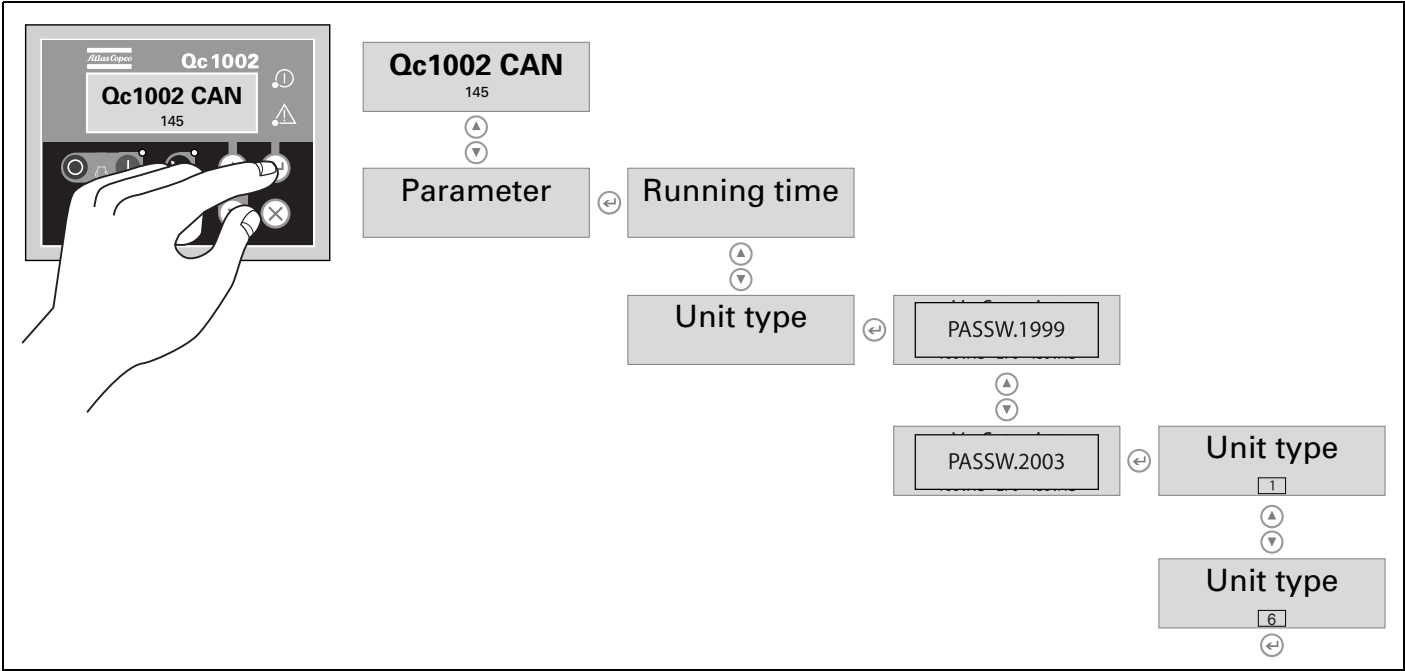 Atlas Copco
Qc1002
Qc1002 CAN
145
Qc1002 CAN
145
Parameter
Running time
Unit type
PASSW.1999
PASSW.2003
Unit type
1
Unit type
6